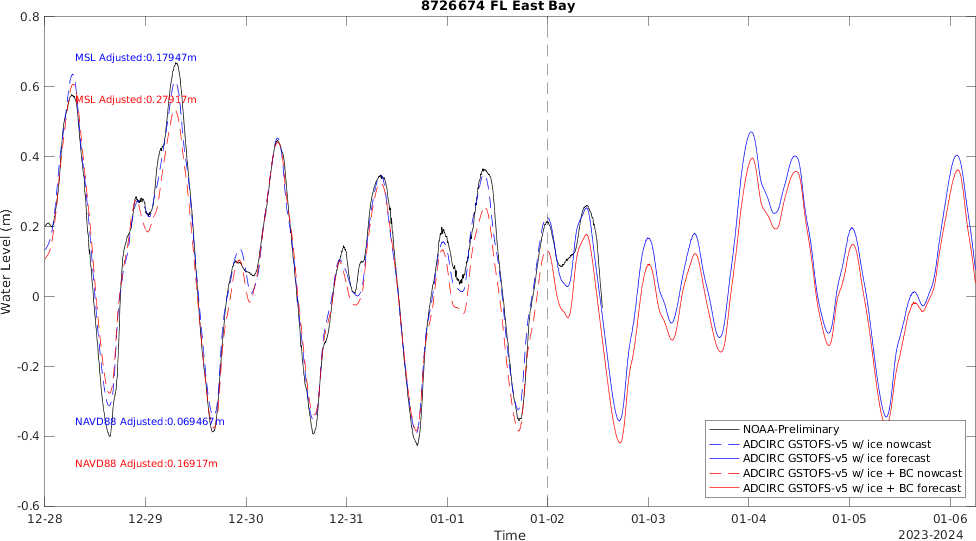 8726674 FL East Bay
0.8
0.6
0.4
0.2
0
-0.2
-0.4
-0.6
Water Level (m)
MSL Adjusted:0.17947m
MSL Adjusted:0.27917m
NAVD88 Adjusted:0.069467m
NAVD88 Adjusted:0.16917m
NOAA-Preliminary
ADCIRC GSTOFS-v5 w/ ice nowcast
ADCIRC GSTOFS-v5 w/ ice forecast
ADCIRC GSTOFS-v5 w/ ice + BC nowcast
ADCIRC GSTOFS-v5 w/ ice + BC forecast
12-28 12-29 12-30 12-31 01-01 01-02 01-03 01-04 01-05 01-06
Time
2023-2024